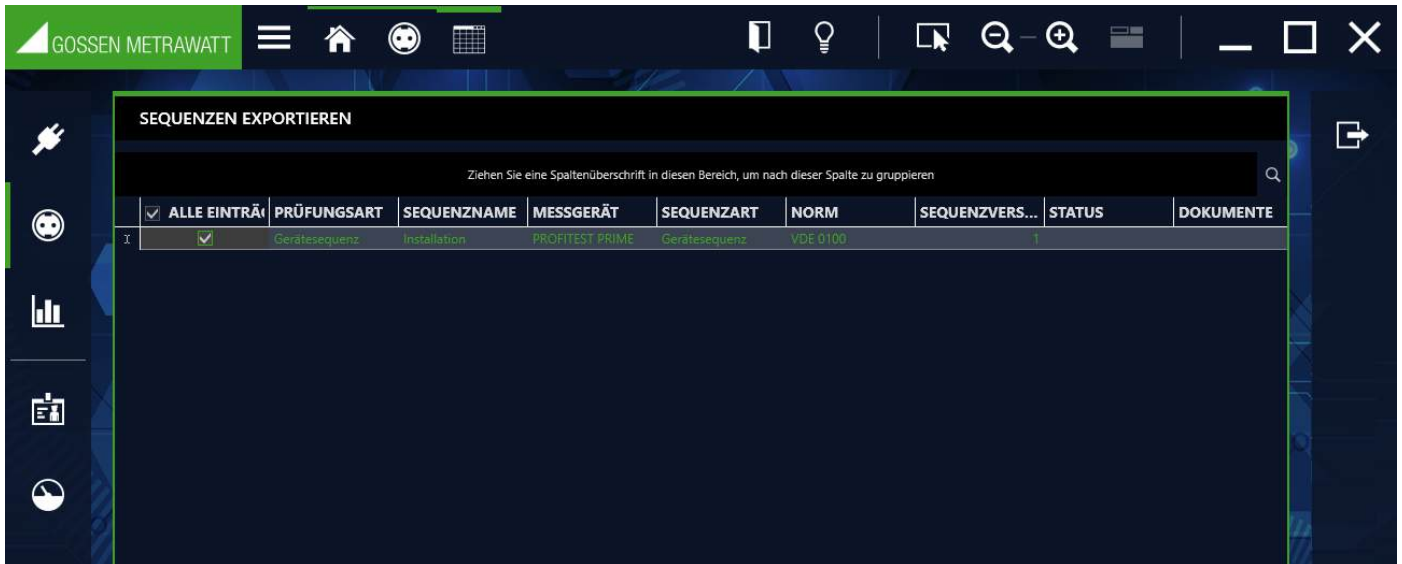 GOSSEN METRAWATT
SEQUENZEN EXPORTIEREN
Ziehen Sie eine Spaltenüberschrift in diesen Bereich, um nach dieser Spalte zu gruppieren
ALLE EINTRÄ PRÜFUNGSART SEQUENZNAME MESSGERÄT SEQUENZART NORM SEQUENZVERS... STATUS DOKUMENTE
Gerätesequenz Installation PROFITEST PRIME Gerätesequenz VDE 0100 1